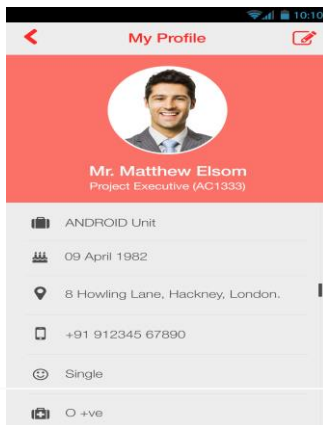 10:10
My Profile
Mr. Matthew Elsom
Project Executive (AC1333)
ANDROID Unit
09 April 1982
8 Howling Lane, Hackney, London.
+91 912345 67890
Single
O +ve